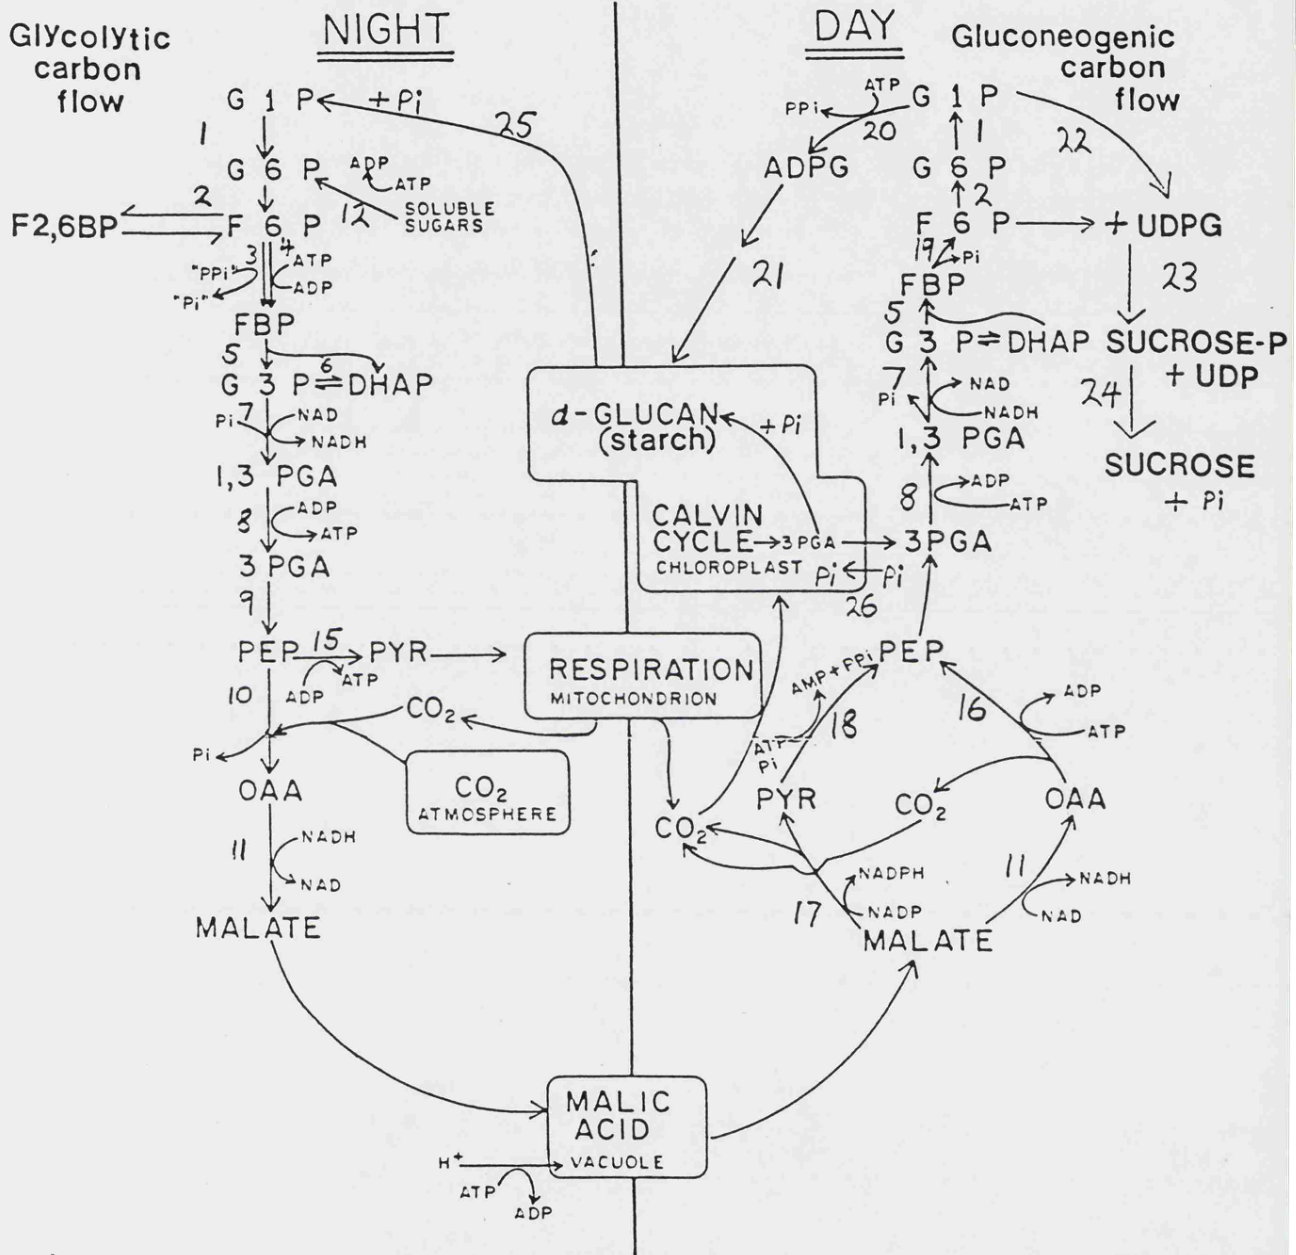 NIGHT
DAY
Glycolytic
carbon
flow
Gluconeogenic
carbon
flow
G 1 P
+ Pi
25
1
G 6 P
ADP
ATP
12
SOLUBLE
SUGARS
2
F2,6BP
F 6 P
3
4
"PPi"
"Pi"
ATP
ADP
FBP
5
6
G 3 P ⇌ DHAP
Pi
7
NAD
NADH
1,3 PGA
8
ADP
ATP
3 PGA
9
PEP
15
PYR
ADP
ATP
10
CO2
Pi
OAA
CO2
ATMOSPHERE
11
NADH
NAD
MALATE
RESPIRATION
MITOCHONDRION
MALIC
ACID
VACUOLE
H+
ATP
ADP
ATP
PPi
G 1 P
20
1
22
ADPG
G 6 P
2
21
F 6 P
+ UDPG
19
Pi
23
FBP
5
G 3 P ⇌ DHAP
SUCROSE-P
+ UDP
7
Pi
NAD
NADH
24
1,3 PGA
SUCROSE
+ Pi
8
ADP
ATP
α-GLUCAN
(starch)
+ Pi
CALVIN
CYCLE
3PGA
3PGA
CHLOROPLAST
Pi
Pi
26
PEP
AMP + PPi
18
ATP
Pi
16
ADP
ATP
PYR
CO2
OAA
CO2
NADPH
NADP
17
11
NADH
NAD
MALATE